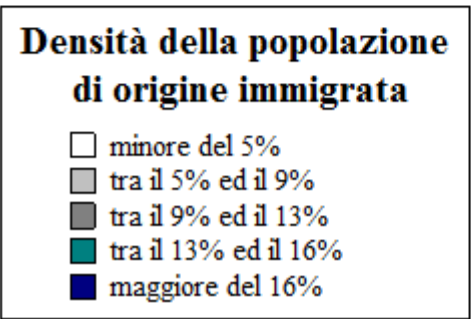 Densità della popolazione
di origine immigrata
minore del 5%
tra il 5% ed il 9%
tra il 9% ed il 13%
tra il 13% ed il 16%
maggiore del 16%